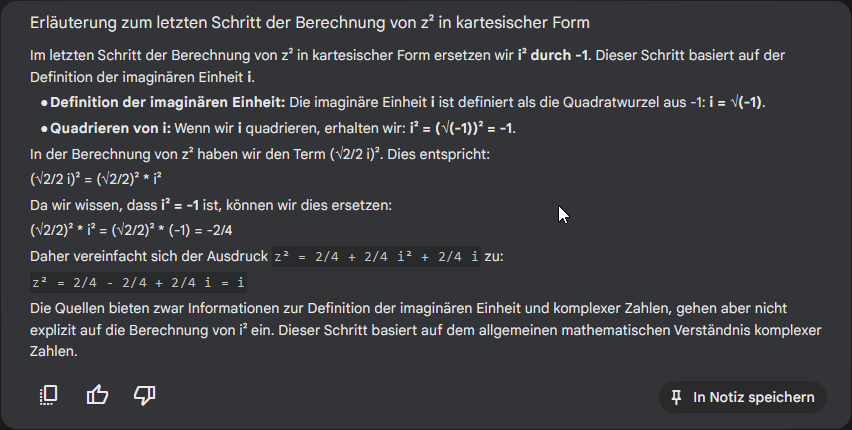 Erläuterung zum letzten Schritt der Berechnung von z² in kartesischer Form
Im letzten Schritt der Berechnung von z² in kartesischer Form ersetzen wir i² durch -1. Dieser Schritt basiert auf der
Definition der imaginären Einheit i.
●Definition der imaginären Einheit: Die imaginäre Einheit i ist definiert als die Quadratwurzel aus -1: i = √(-1).
●Quadrieren von i: Wenn wir i quadrieren, erhalten wir: i² = (√(-1))² = -1.
In der Berechnung von z² haben wir den Term (√2/2 i)². Dies entspricht:
(√2/2 i)² = (√2/2)² * i²
Da wir wissen, dass i² = -1 ist, können wir dies ersetzen:
(√2/2)² * i² = (√2/2)² * (-1) = -2/4
Daher vereinfacht sich der Ausdruck z² = 2/4 + 2/4 i² + 2/4 i zu:
z² = 2/4 - 2/4 + 2/4 i = i
Die Quellen bieten zwar Informationen zur Definition der imaginären Einheit und komplexer Zahlen, gehen aber nicht
explizit auf die Berechnung von i² ein. Dieser Schritt basiert auf dem allgemeinen mathematischen Verständnis komplexer
Zahlen.
In Notiz speichern